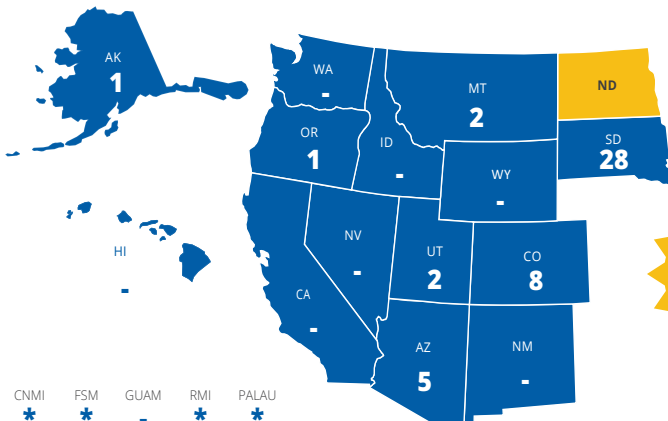 AK
1
WA
-
MT
2
ND
OR
1
ID
-
SD
28
WY
-
HI
-
NV
-
UT
2
CO
8
CA
-
AZ
5
NM
-
CNMI FSM GUAM RMI PALAU
* * - * *